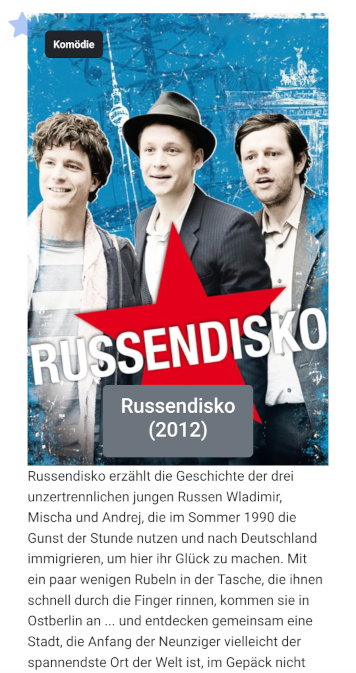 Komödie
RUSSENDISKO
Russendisko
(2012)
Russendisko erzählt die Geschichte der drei
unzertrennlichen jungen Russen Wladimir,
Mischa und Andrej, die im Sommer 1990 die
Gunst der Stunde nutzen und nach Deutschland
immigrieren, um hier ihr Glück zu machen. Mit
ein paar wenigen Rubeln in der Tasche, die ihnen
schnell durch die Finger rinnen, kommen sie in
Ostberlin an ... und entdecken gemeinsam eine
Stadt, die Anfang der Neunziger vielleicht der
spannendste Ort der Welt ist, im Gepäck nicht